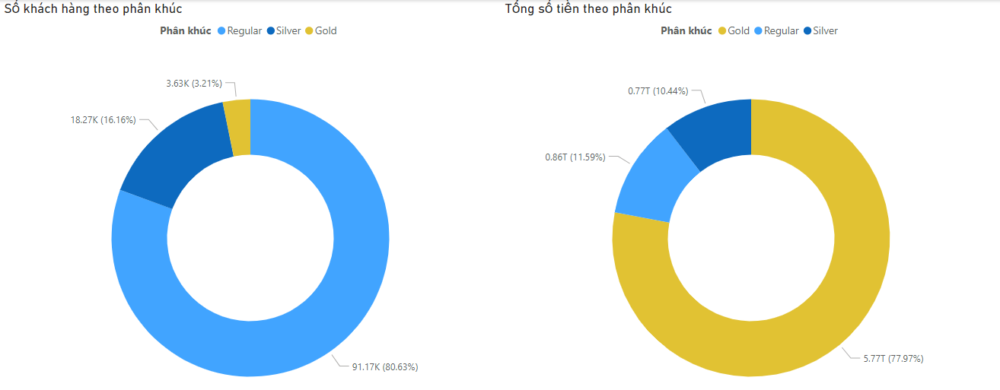 Số khách hàng theo phân khúc
Phân khúc Regular Silver Gold
3.63K (3.21%)
18.27K (16.16%)
91.17K (80.63%)
Tổng số tiền theo phân khúc
Phân khúc Gold Regular Silver
0.77T (10.44%)
0.86T (11.59%)
5.77T (77.97%)